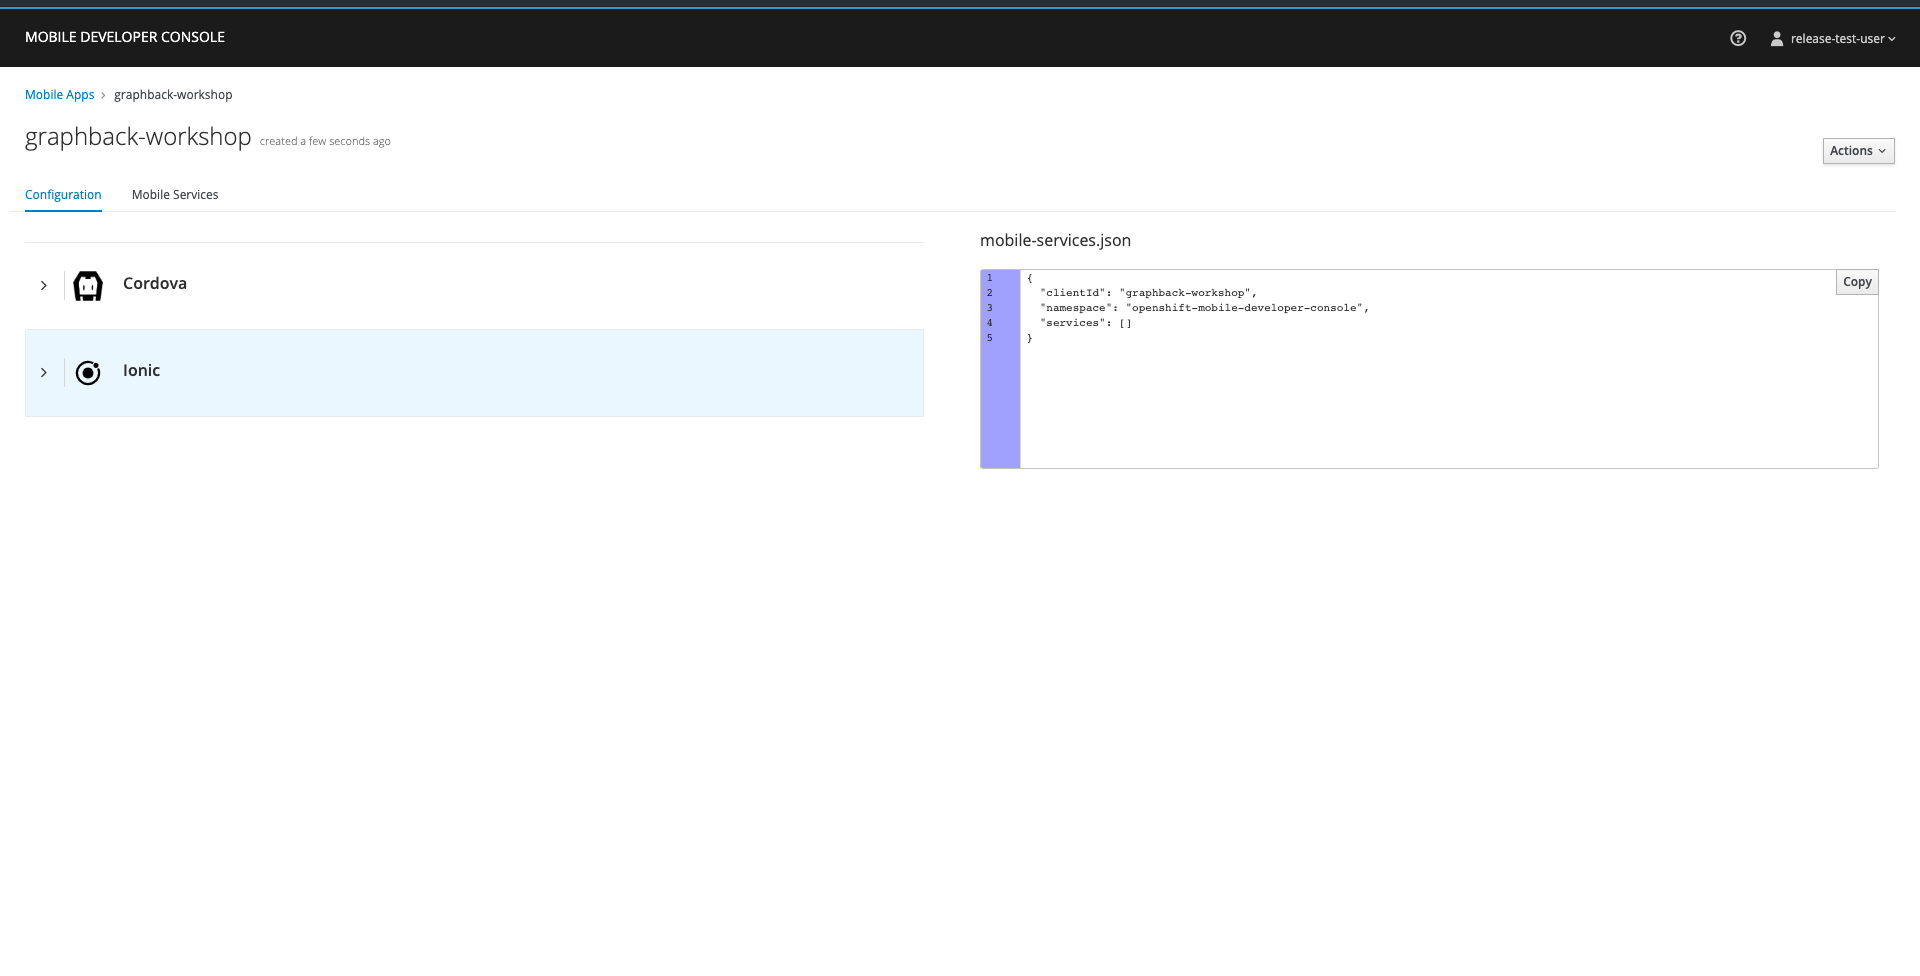 MOBILE DEVELOPER CONSOLE
release-test-user
Mobile Apps > graphback-workshop
graphback-workshop created a few seconds ago
Actions
Configuration Mobile Services
Cordova
Ionic
mobile-services.json
Copy
1 {
2 "clientId": "graphback-workshop",
3 "namespace": "openshift-mobile-developer-console",
4 "services": []
5 }